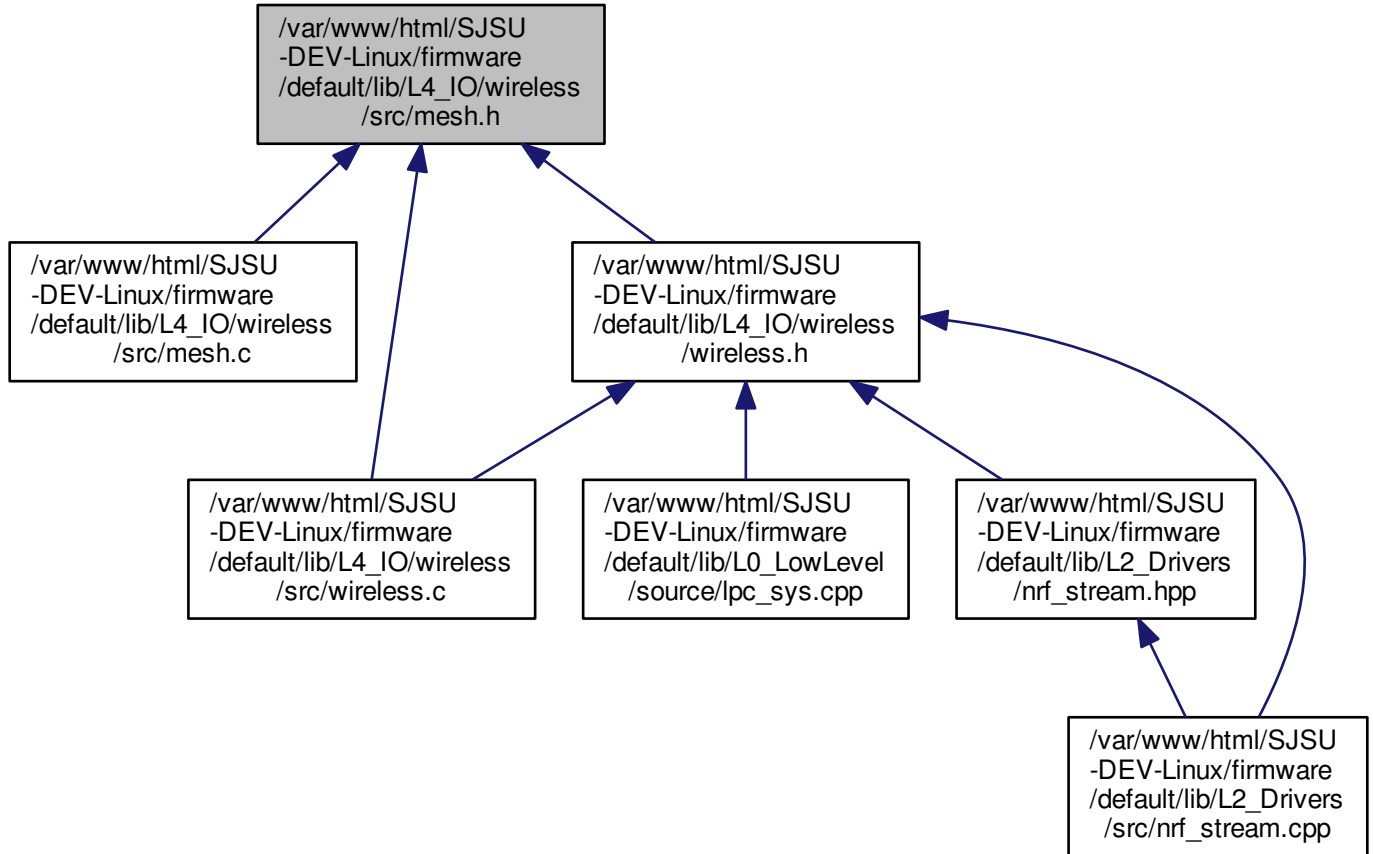 /var/www/html/SJSU
-DEV-Linux/firmware
/default/lib/L4_IO/wireless
/src/mesh.h
/var/www/html/SJSU
-DEV-Linux/firmware
/default/lib/L4_IO/wireless
/src/mesh.c
/var/www/html/SJSU
-DEV-Linux/firmware
/default/lib/L4_IO/wireless
/wireless.h
/var/www/html/SJSU
-DEV-Linux/firmware
/default/lib/L4_IO/wireless
/src/wireless.c
/var/www/html/SJSU
-DEV-Linux/firmware
/default/lib/L0_LowLevel
/source/lpc_sys.cpp
/var/www/html/SJSU
-DEV-Linux/firmware
/default/lib/L2_Drivers
/nrf_stream.hpp
/var/www/html/SJSU
-DEV-Linux/firmware
/default/lib/L2_Drivers
/src/nrf_stream.cpp